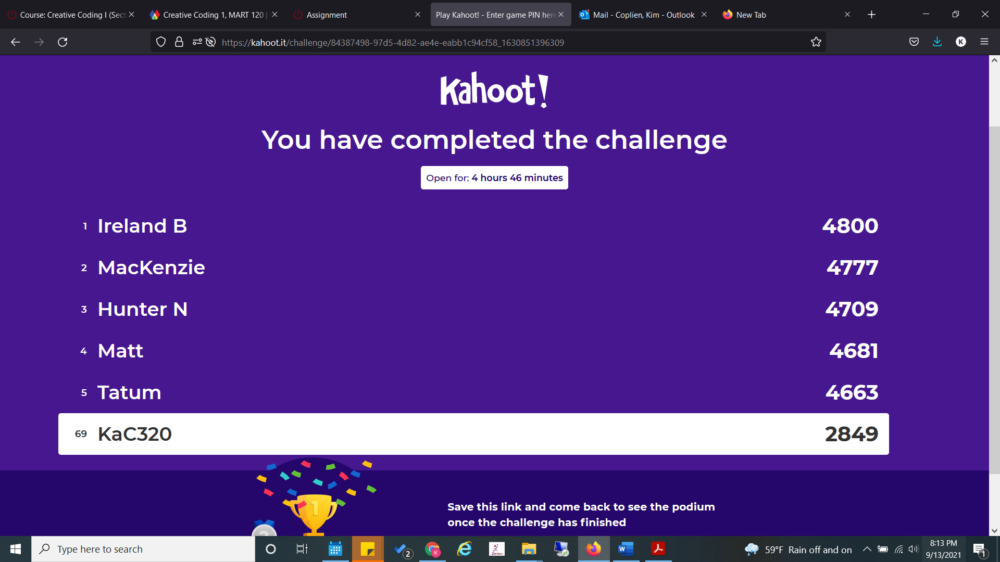 Course: Creative Coding I (Sect
Creative Coding 1, MART 120 |
Assignment
Play Kahoot! - Enter game PIN here
Mail - Coplien, Kim - Outlook
New Tab
https://kahoot.it/challenge/84387498-97d5-4d82-ae4e-eabb1c94cf58_1630851396309
K
Kahoot!
You have completed the challenge
Open for: 4 hours 46 minutes
1 Ireland B 4800
2 MacKenzie 4777
3 Hunter N 4709
4 Matt 4681
5 Tatum 4663
69 KaC320 2849
1
Save this link and come back to see the podium
once the challenge has finished
Type here to search
2
K
59°F Rain off and on
8:13 PM
9/13/2021
1